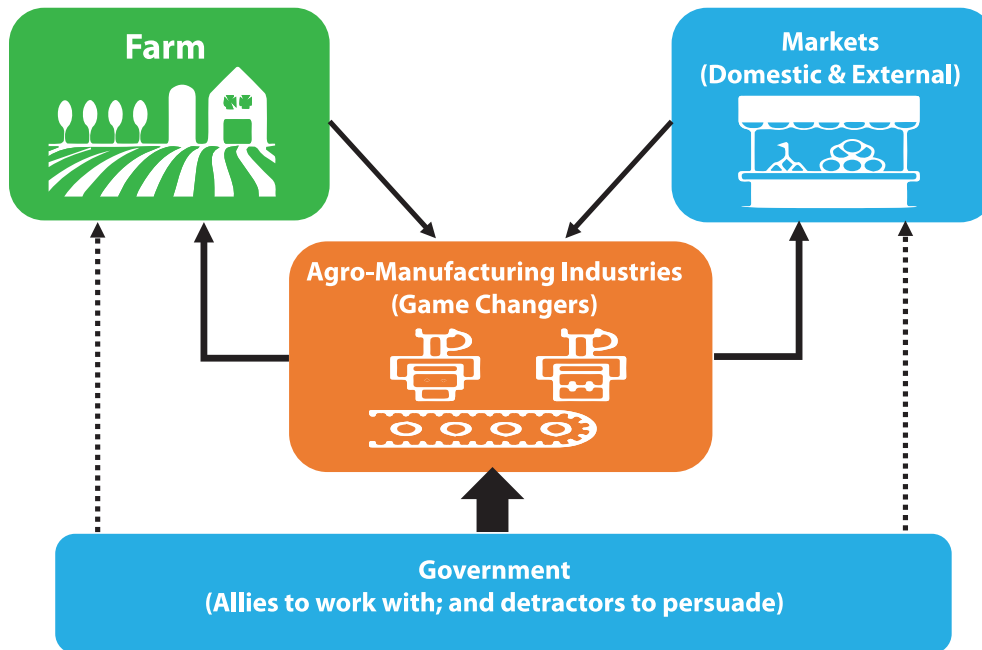 Farm
Markets
(Domestic & External)
Agro-Manufacturing Industries
(Game Changers)
Government
(Allies to work with; and detractors to persuade)